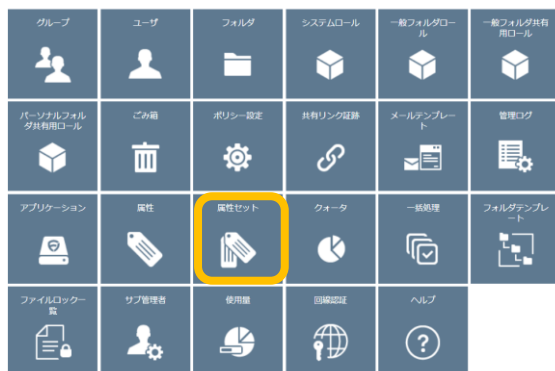 グループ
ユーザ
フォルダ
システムロール
一般フォルダロー
ル
一般フォルダ共有
用ロール
パーソナルフォル
ダ共有用ロール
ごみ箱
ポリシー設定
共有リンク証跡
メールテンプレー
ト
管理ログ
アプリケーション
属性
属性セット
クォータ
一括処理
フォルダテンプレ
ート
ファイルロック一
覧
サブ管理者
使用量
回線認証
ヘルプ